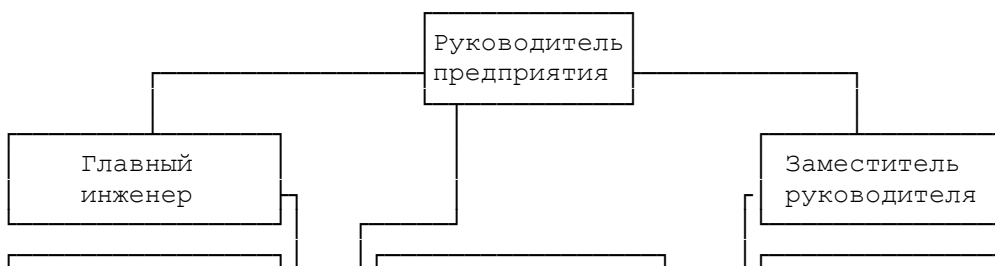 Руководитель
предприятия
Главный
инженер
Заместитель
руководителя